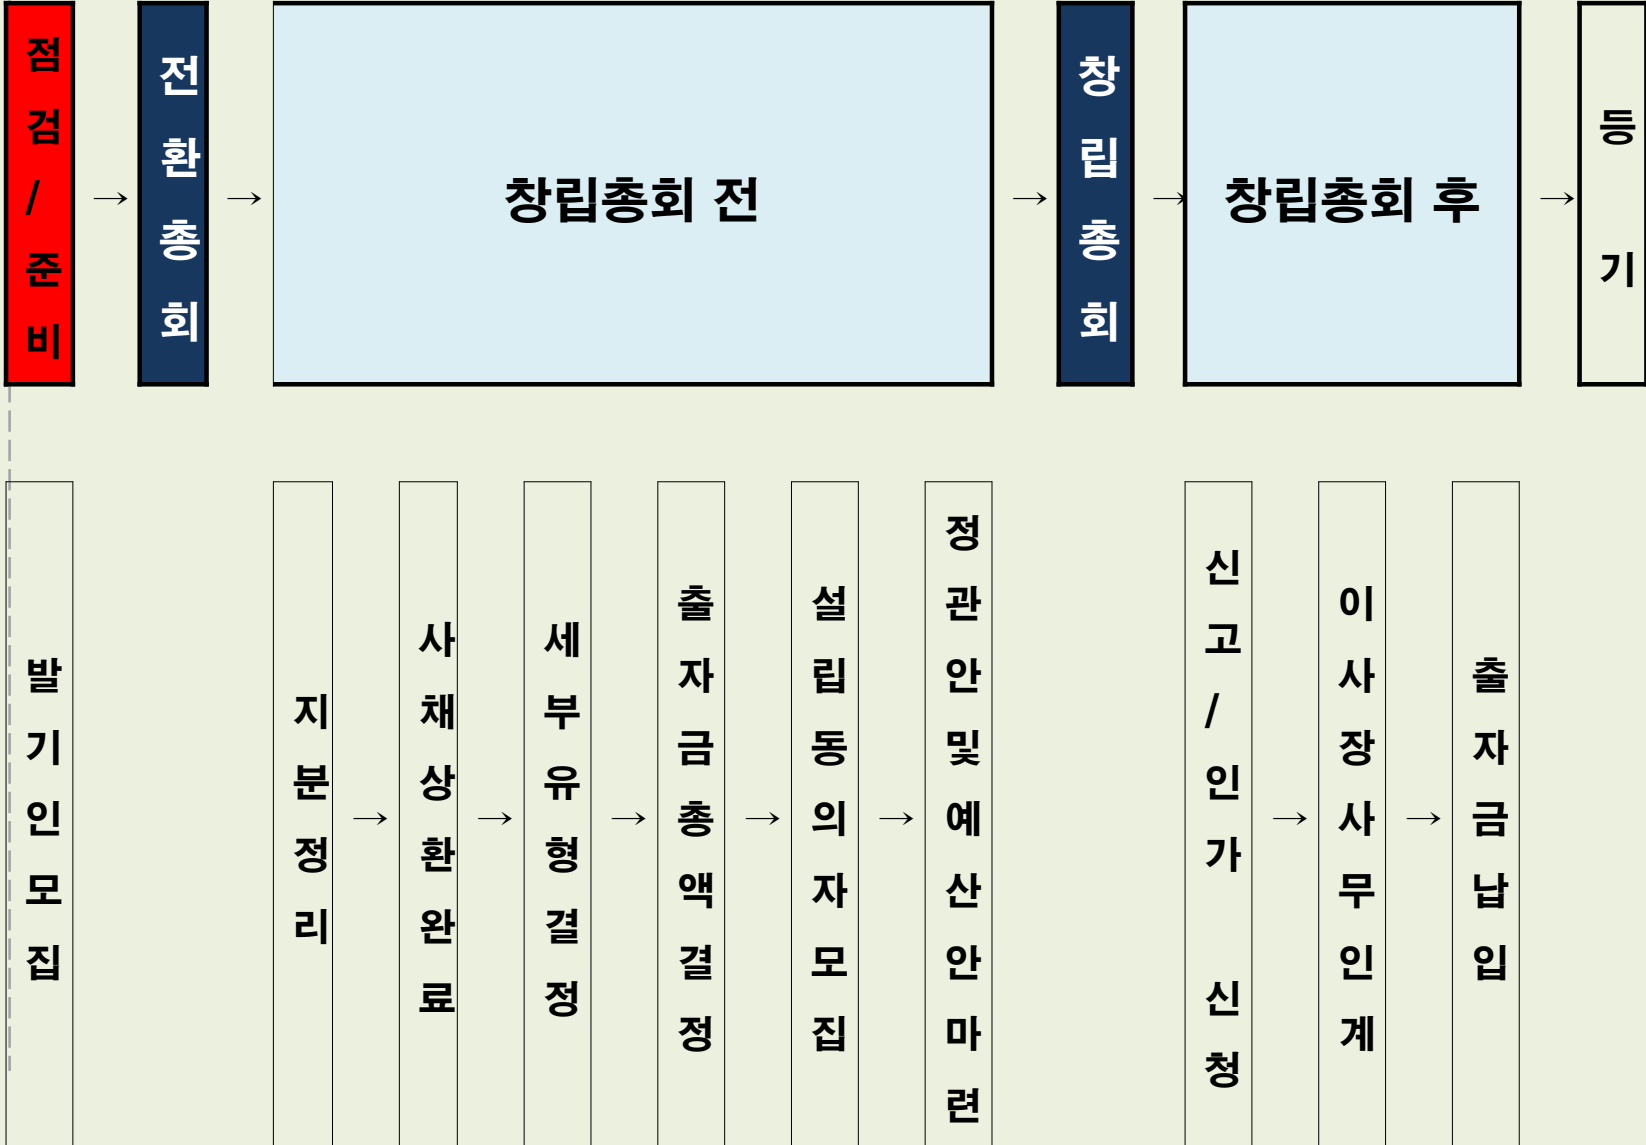 점검/준비
→
전환총회
→
창립총회 전
→
창립총회
→
창립총회 후
→
등기
발기인모집
지분정리
→
사채상환완료
→
세부유형결정
→
출자금총액결정
→
설립동의자모집
→
정관안및예산안마련
신고/인가 신청
→
이사장사무인계
→
출자금납입